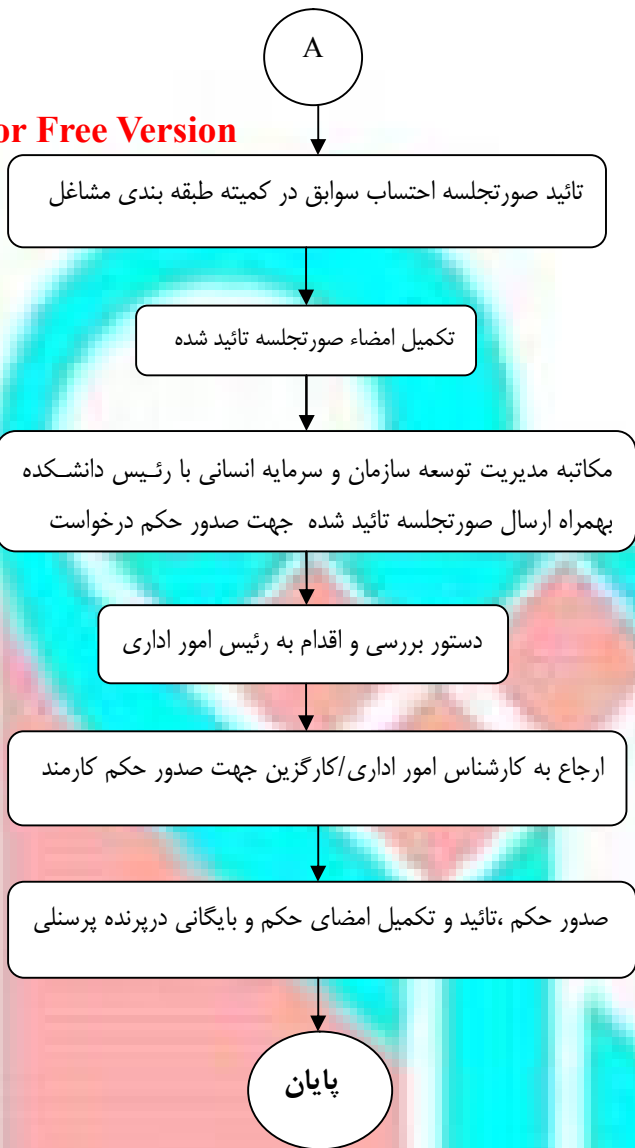 A
or Free Version
تائید صورتجلسه احتساب سوابق در کمیته طبقه بندی مشاغل
تکمیل امضاء صورتجلسه تائید شده
مکاتبه مدیریت توسعه سازمان و سرمایه انسانی با رئیس دانشکده
بهمراه ارسال صورتجلسه تائید شده جهت صدور حکم درخواست
دستور بررسی و اقدام به رئیس امور اداری
ارجاع به کارشناس امور اداری/کارگزین جهت صدور حکم کارمند
صدور حکم ،تائید و تکمیل امضای حکم و بایگانی درپرنده پرسنلی
پایان